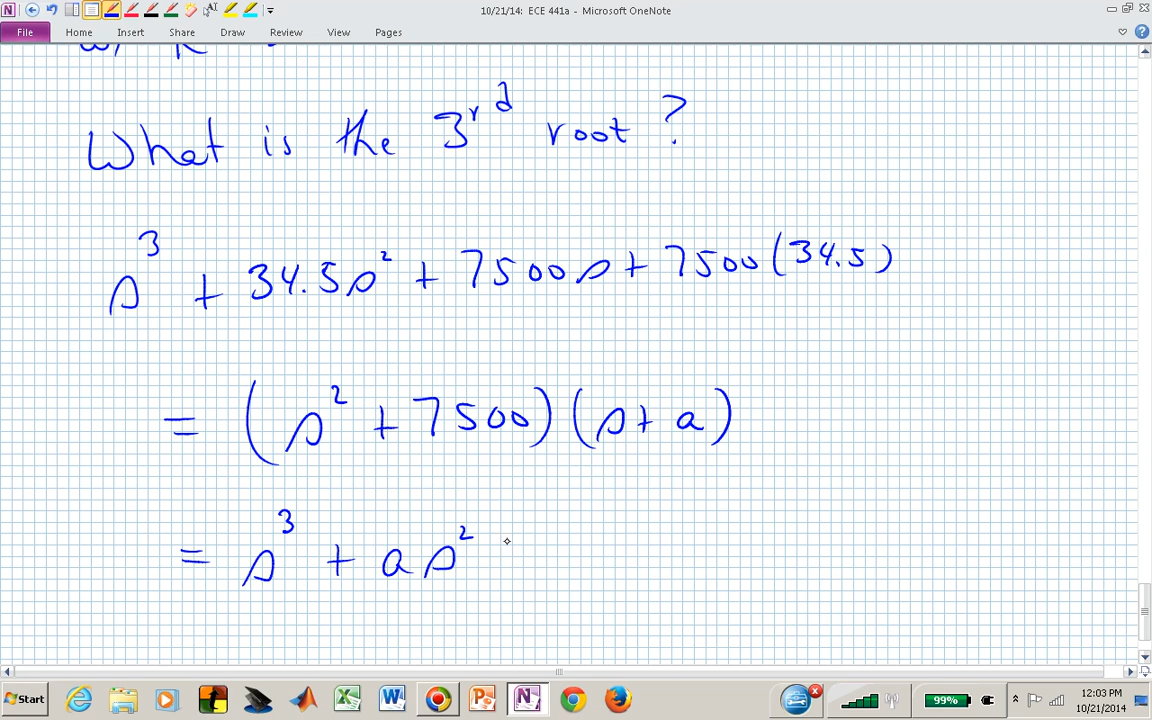 10/21/14: ECE 441a - Microsoft OneNote
File Home Insert Share Draw Review View Pages
What is the 3rd root ?
s³ + 34.5s² + 7500s + 7500(34.5)
= (s² + 7500)(s + a)
= s³ + as²
Start 99% 12:03 PM
10/21/2014